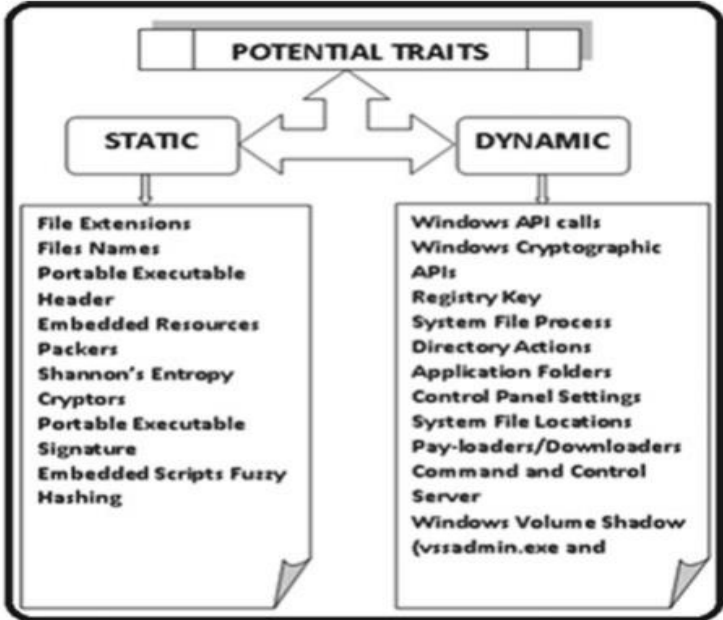 POTENTIAL TRAITS
STATIC
File Extensions
Files Names
Portable Executable
Header
Embedded Resources
Packers
Shannon's Entropy
Cryptors
Portable Executable
Signature
Embedded Scripts Fuzzy
Hashing
DYNAMIC
Windows API calls
Windows Cryptographic
APIs
Registry Key
System File Process
Directory Actions
Application Folders
Control Panel Settings
System File Locations
Pay-loaders/Downloaders
Command and Control
Server
Windows Volume Shadow
(vssadmin.exe and